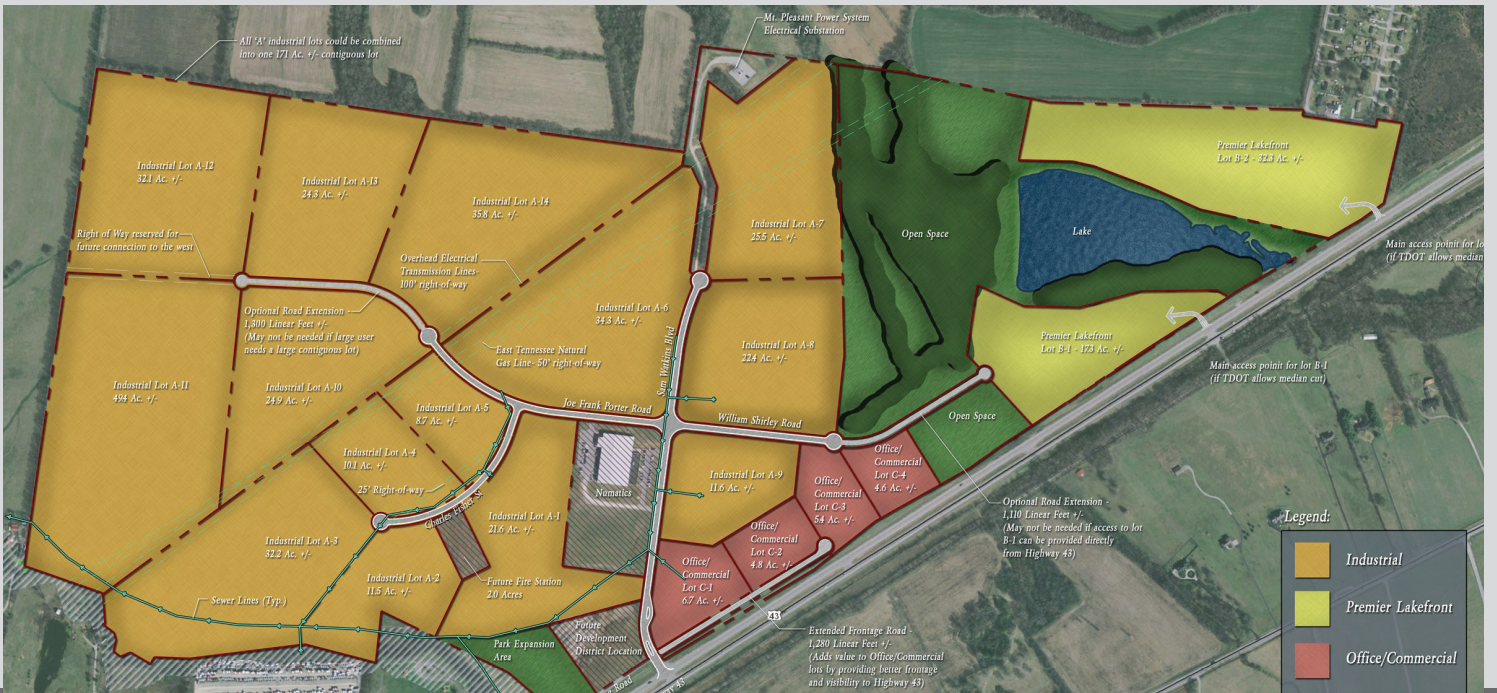 Mt. Pleasant Power System
Electrical Substation
All 'A' industrial lots could be combined
into one 171 Ac. +/- contiguous lot
Industrial Lot A-12
32.1 Ac. +/-
Industrial Lot A-13
24.3 Ac. +/-
Industrial Lot A-14
35.8 Ac. +/-
Industrial Lot A-7
25.5 Ac. +/-
Open Space
Lake
Premier Lakefront
Lot B-2 - 32.3 Ac. +/-
Main access poinit for lo
(if TDOT allows median
Right of Way reserved for
future connection to the west
Overhead Electrical
Transmission Lines-
100' right-of-way
Optional Road Extension -
1,300 Linear Feet +/-
(May not be needed if large user
needs a large contiguous lot)
Industrial Lot A-6
34.3 Ac. +/-
East Tennessee Natural
Gas Line- 50' right-of-way
Sam Watkins Blvd
Industrial Lot A-8
22.4 Ac. +/-
Premier Lakefront
Lot B-1 - 17.3 Ac. +/-
Main access poinit for lot B-1
(if TDOT allows median cut)
Industrial Lot A-11
49.4 Ac. +/-
Industrial Lot A-10
24.9 Ac. +/-
Industrial Lot A-5
8.7 Ac. +/-
Joe Frank Porter Road
William Shirley Road
Open Space
Industrial Lot A-4
10.1 Ac. +/-
25' Right-of-way
Charles Fisher St
Numatics
Industrial Lot A-9
11.6 Ac. +/-
Office/
Commercial
Lot C-4
4.6 Ac. +/-
Office/
Commercial
Lot C-3
5.4 Ac. +/-
Office/
Commercial
Lot C-2
4.8 Ac. +/-
Office/
Commercial
Lot C-1
6.7 Ac. +/-
Optional Road Extension -
1,110 Linear Feet +/-
(May not be needed if access to lot
B-1 can be provided directly
from Highway 43)
Industrial Lot A-1
21.6 Ac. +/-
Industrial Lot A-3
32.2 Ac. +/-
Industrial Lot A-2
11.5 Ac. +/-
Future Fire Station
2.0 Acres
Sewer Lines (Typ.)
Park Expansion
Area
Future
Development
District Location
43
Extended Frontage Road -
1,280 Linear Feet +/-
(Adds value to Office/Commercial
lots by providing better frontage
and visibility to Highway 43)
Road
43
Legend:
Industrial
Premier Lakefront
Office/Commercial